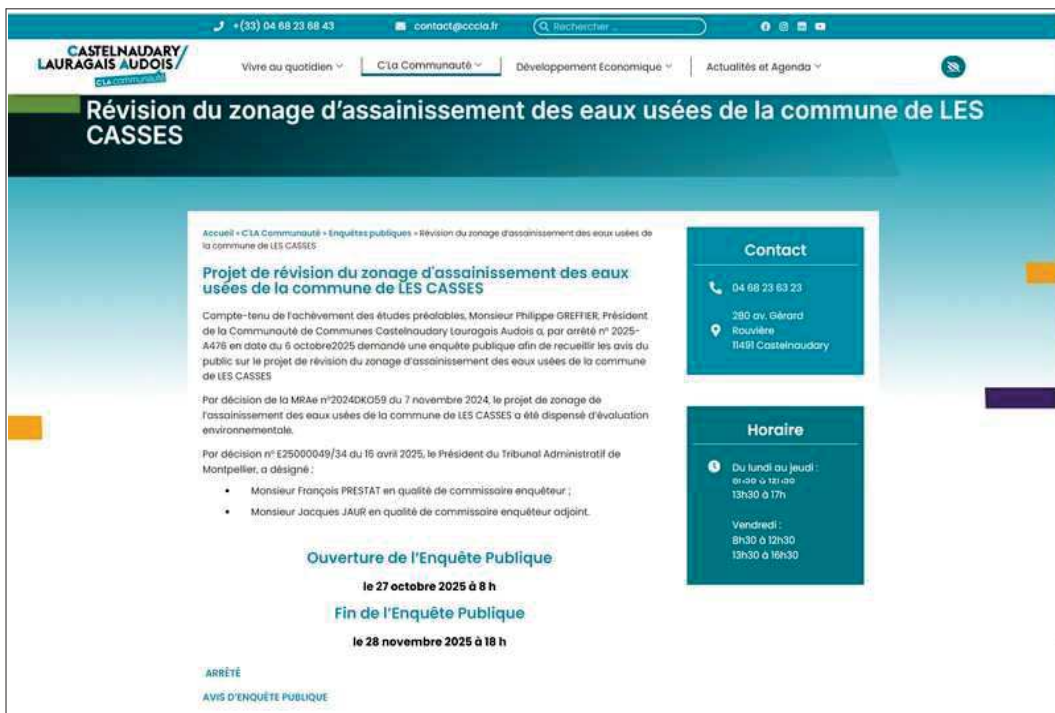 +(33) 04 68 23 68 43
contact@cccla.fr
Rechercher ...
CASTELNAUDARY/
LAURAGAIS AUDOIS/
C'LA communauté
Vivre au quotidien
C'La Communauté
Développement Économique
Actualités et Agenda
Révision du zonage d'assainissement des eaux usées de la commune de LES
CASSES
Accueil » C'LA Communauté » Enquêtes publiques » Révision du zonage d'assainissement des eaux usées de
la commune de LES CASSES
Projet de révision du zonage d'assainissement des eaux
usées de la commune de LES CASSES
Compte-tenu de l'achèvement des études préalables, Monsieur Philippe GREFFIER, Président
de la Communauté de Communes Castelnaudary Lauragais Audois a, par arrêté n° 2025-
A476 en date du 6 octobre2025 demandé une enquête publique afin de recueillir les avis du
public sur le projet de révision du zonage d'assainissement des eaux usées de la commune
de LES CASSES
Par décision de la MRAe n°2024DKO59 du 7 novembre 2024, le projet de zonage de
l'assainissement des eaux usées de la commune de LES CASSES a été dispensé d'évaluation
environnementale.
Par décision n° E25000049/34 du 16 avril 2025, le Président du Tribunal Administratif de
Montpellier, a désigné :
• Monsieur François PRESTAT en qualité de commissaire enquêteur ;
• Monsieur Jacques JAUR en qualité de commissaire enquêteur adjoint.
Ouverture de l'Enquête Publique
le 27 octobre 2025 à 8 h
Fin de l'Enquête Publique
le 28 novembre 2025 à 18 h
ARRÊTÉ
AVIS D'ENQUÊTE PUBLIQUE
Contact
04 68 23 63 23
280 av. Gérard
Rouvière
11491 Castelnaudary
Horaire
Du lundi au jeudi :
13h30 à 17h
Vendredi :
8h30 à 12h30
13h30 à 16h30